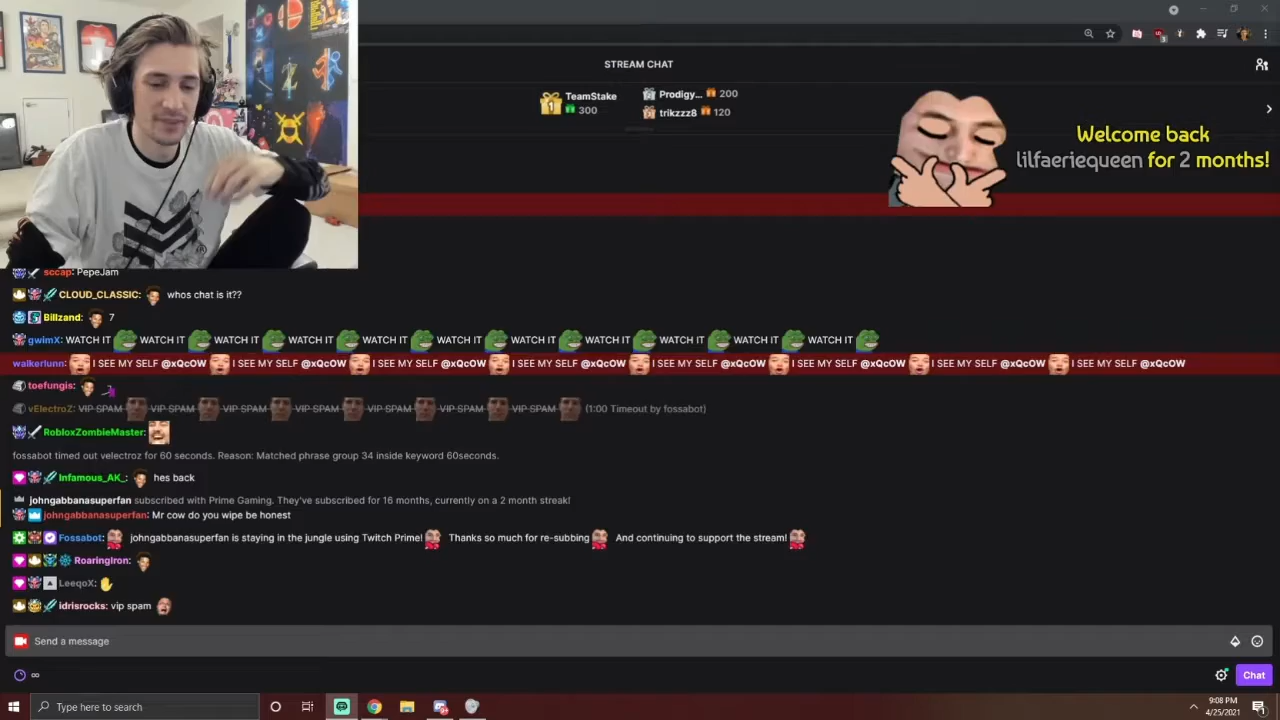 STREAM CHAT
TeamStake
300
Prodigy... 200
trikzzz8 120
Welcome back
lilfaeriequeen for 2 months!
sccap: PepeJam
CLOUD_CLASSIC: whos chat is it??
Billzand: 7
gwimX: WATCH IT WATCH IT WATCH IT WATCH IT WATCH IT WATCH IT WATCH IT WATCH IT WATCH IT WATCH IT WATCH IT
walkerlunn: I SEE MY SELF @xQcOW I SEE MY SELF @xQcOW I SEE MY SELF @xQcOW I SEE MY SELF @xQcOW I SEE MY SELF @xQcOW I SEE MY SELF @xQcOW I SEE MY SELF @xQcOW I SEE MY SELF @xQcOW
toefungis:
vElectroZ: VIP SPAM VIP SPAM VIP SPAM VIP SPAM VIP SPAM VIP SPAM (1:00 Timeout by fossabot)
RobloxZombieMaster:
fossabot timed out velectroz for 60 seconds. Reason: Matched phrase group 34 inside keyword 60seconds.
Infamous_AK_: hes back
johngabbanasuperfan subscribed with Prime Gaming. They've subscribed for 16 months, currently on a 2 month streak!
johngabbanasuperfan: Mr cow do you wipe be honest
Fossabot: johngabbanasuperfan is staying in the jungle using Twitch Prime! Thanks so much for re-subbing And continuing to support the stream!
RoaringIron:
LeeqoX:
idrisrocks: vip spam
Send a message
∞
Chat
Type here to search
9:08 PM
4/25/2021